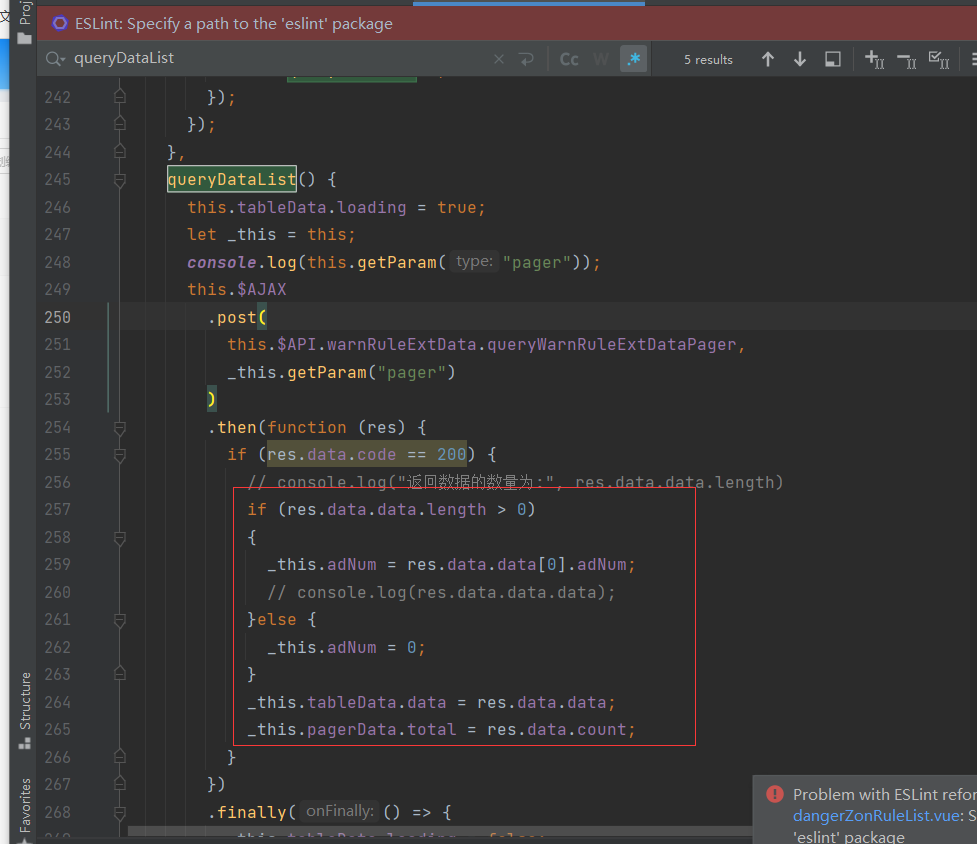 文
Proj
ESLint: Specify a path to the 'eslint' package
queryDataList
Cc
W
.*
5 results
242 });
243 });
244 },
245 queryDataList() {
246 this.tableData.loading = true;
247 let _this = this;
248 console.log(this.getParam( type: "pager"));
249 this.$AJAX
250 .post(
251 this.$API.warnRuleExtData.queryWarnRuleExtDataPager,
252 _this.getParam("pager")
253 )
254 .then(function (res) {
255 if (res.data.code == 200) {
256 // console.log("返回数据的数量为:", res.data.data.length)
257 if (res.data.data.length > 0)
258 {
259 _this.adNum = res.data.data[0].adNum;
260 // console.log(res.data.data.data);
261 }else {
262 _this.adNum = 0;
263 }
264 _this.tableData.data = res.data.data;
265 _this.pagerData.total = res.data.count;
266 }
267 })
268 .finally( onFinally: () => {
Structure
Favorites
Problem with ESLint refor
dangerZonRuleList.vue: S
'eslint' package